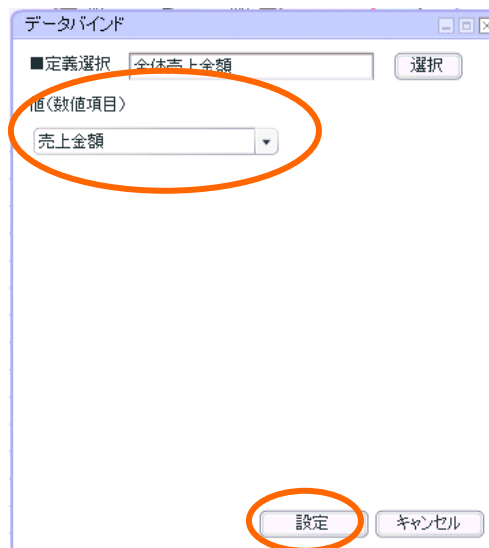 データバインド
■定義選択 全体売上金額 選択
値(数値項目)
売上金額
設定 キャンセル